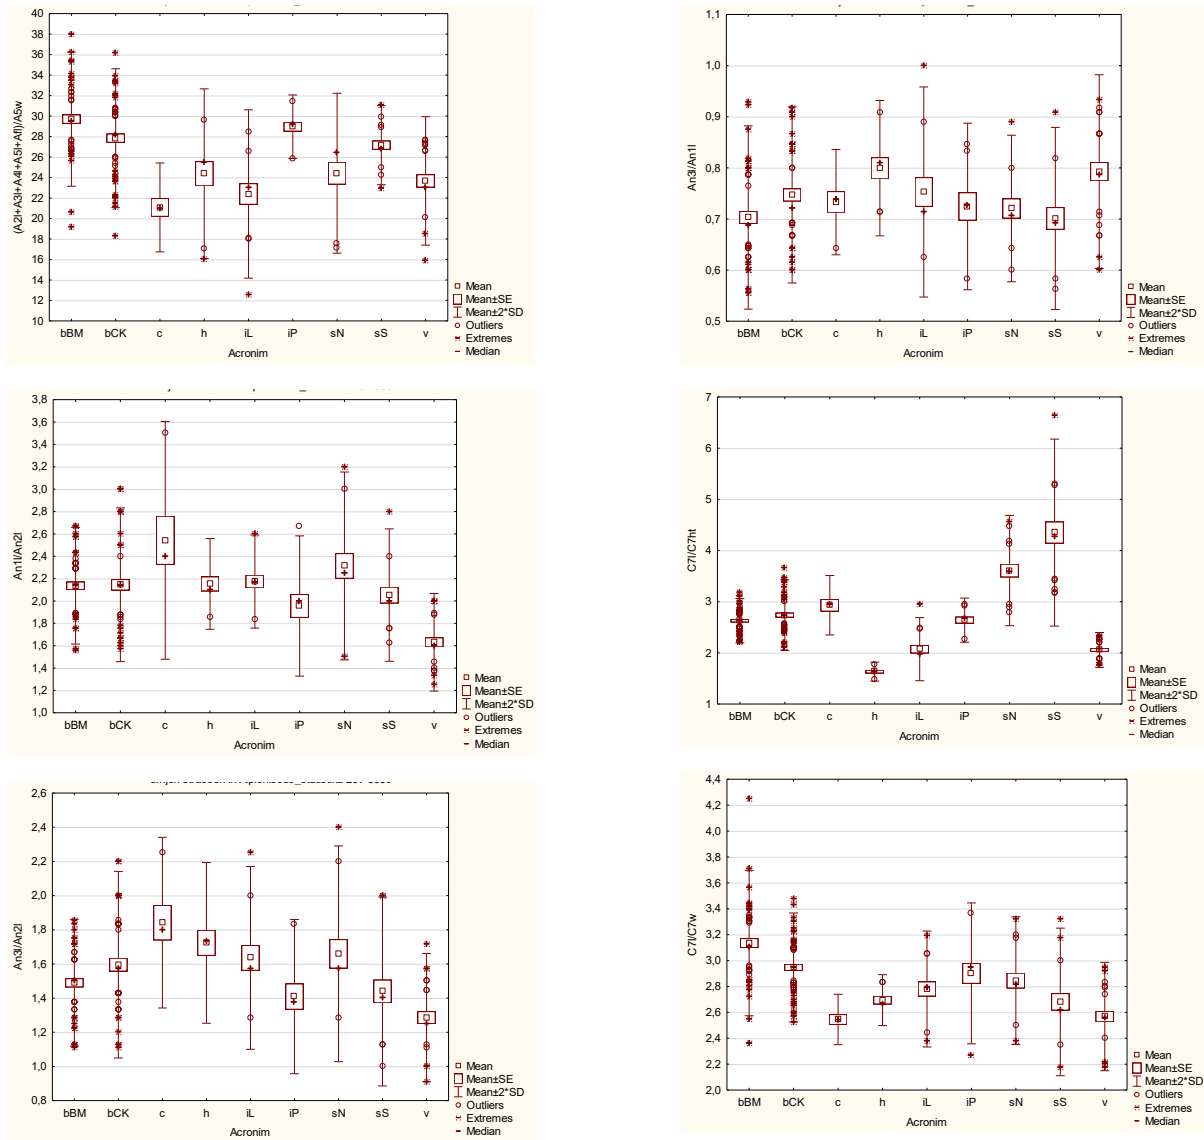 40
38
36
34
32
30
28
26
24
22
20
18
16
14
12
10
(A2l+A3l+A4l+A5l+Afl)/A5w
bBM bCK c h iL iP sN sS v
Acronim
Mean
Mean±SE
Mean±2*SD
Outliers
Extremes
Median
1,1
1,0
0,9
0,8
0,7
0,6
0,5
An3l/An1l
bBM bCK c h iL iP sN sS v
Acronim
Mean
Mean±SE
Mean±2*SD
Outliers
Extremes
Median
3,8
3,6
3,4
3,2
3,0
2,8
2,6
2,4
2,2
2,0
1,8
1,6
1,4
1,2
1,0
An1l/An2l
bBM bCK c h iL iP sN sS v
Acronim
Mean
Mean±SE
Mean±2*SD
Outliers
Extremes
Median
7
6
5
4
3
2
1
C7l/C7ht
bBM bCK c h iL iP sN sS v
Acronim
Mean
Mean±SE
Mean±2*SD
Outliers
Extremes
Median
2,6
2,4
2,2
2,0
1,8
1,6
1,4
1,2
1,0
0,8
An3l/An2l
bBM bCK c h iL iP sN sS v
Acronim
Mean
Mean±SE
Mean±2*SD
Outliers
Extremes
Median
4,4
4,2
4,0
3,8
3,6
3,4
3,2
3,0
2,8
2,6
2,4
2,2
2,0
C7l/C7w
bBM bCK c h iL iP sN sS v
Acronim
Mean
Mean±SE
Mean±2*SD
Outliers
Extremes
Median